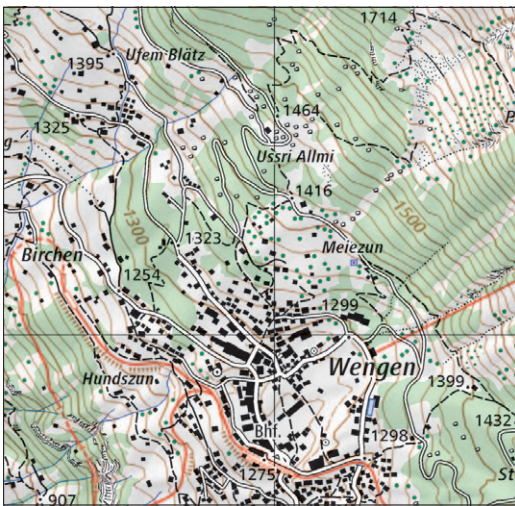 1714
Ufem Blätz
1395
1464
1325
Ussri Allmi
1416
1300
1500
1323
Meiezun
Birchen
1254
1299
Wengen
Hundszun
1399
1432
Bhf.
1298
1275
St
907